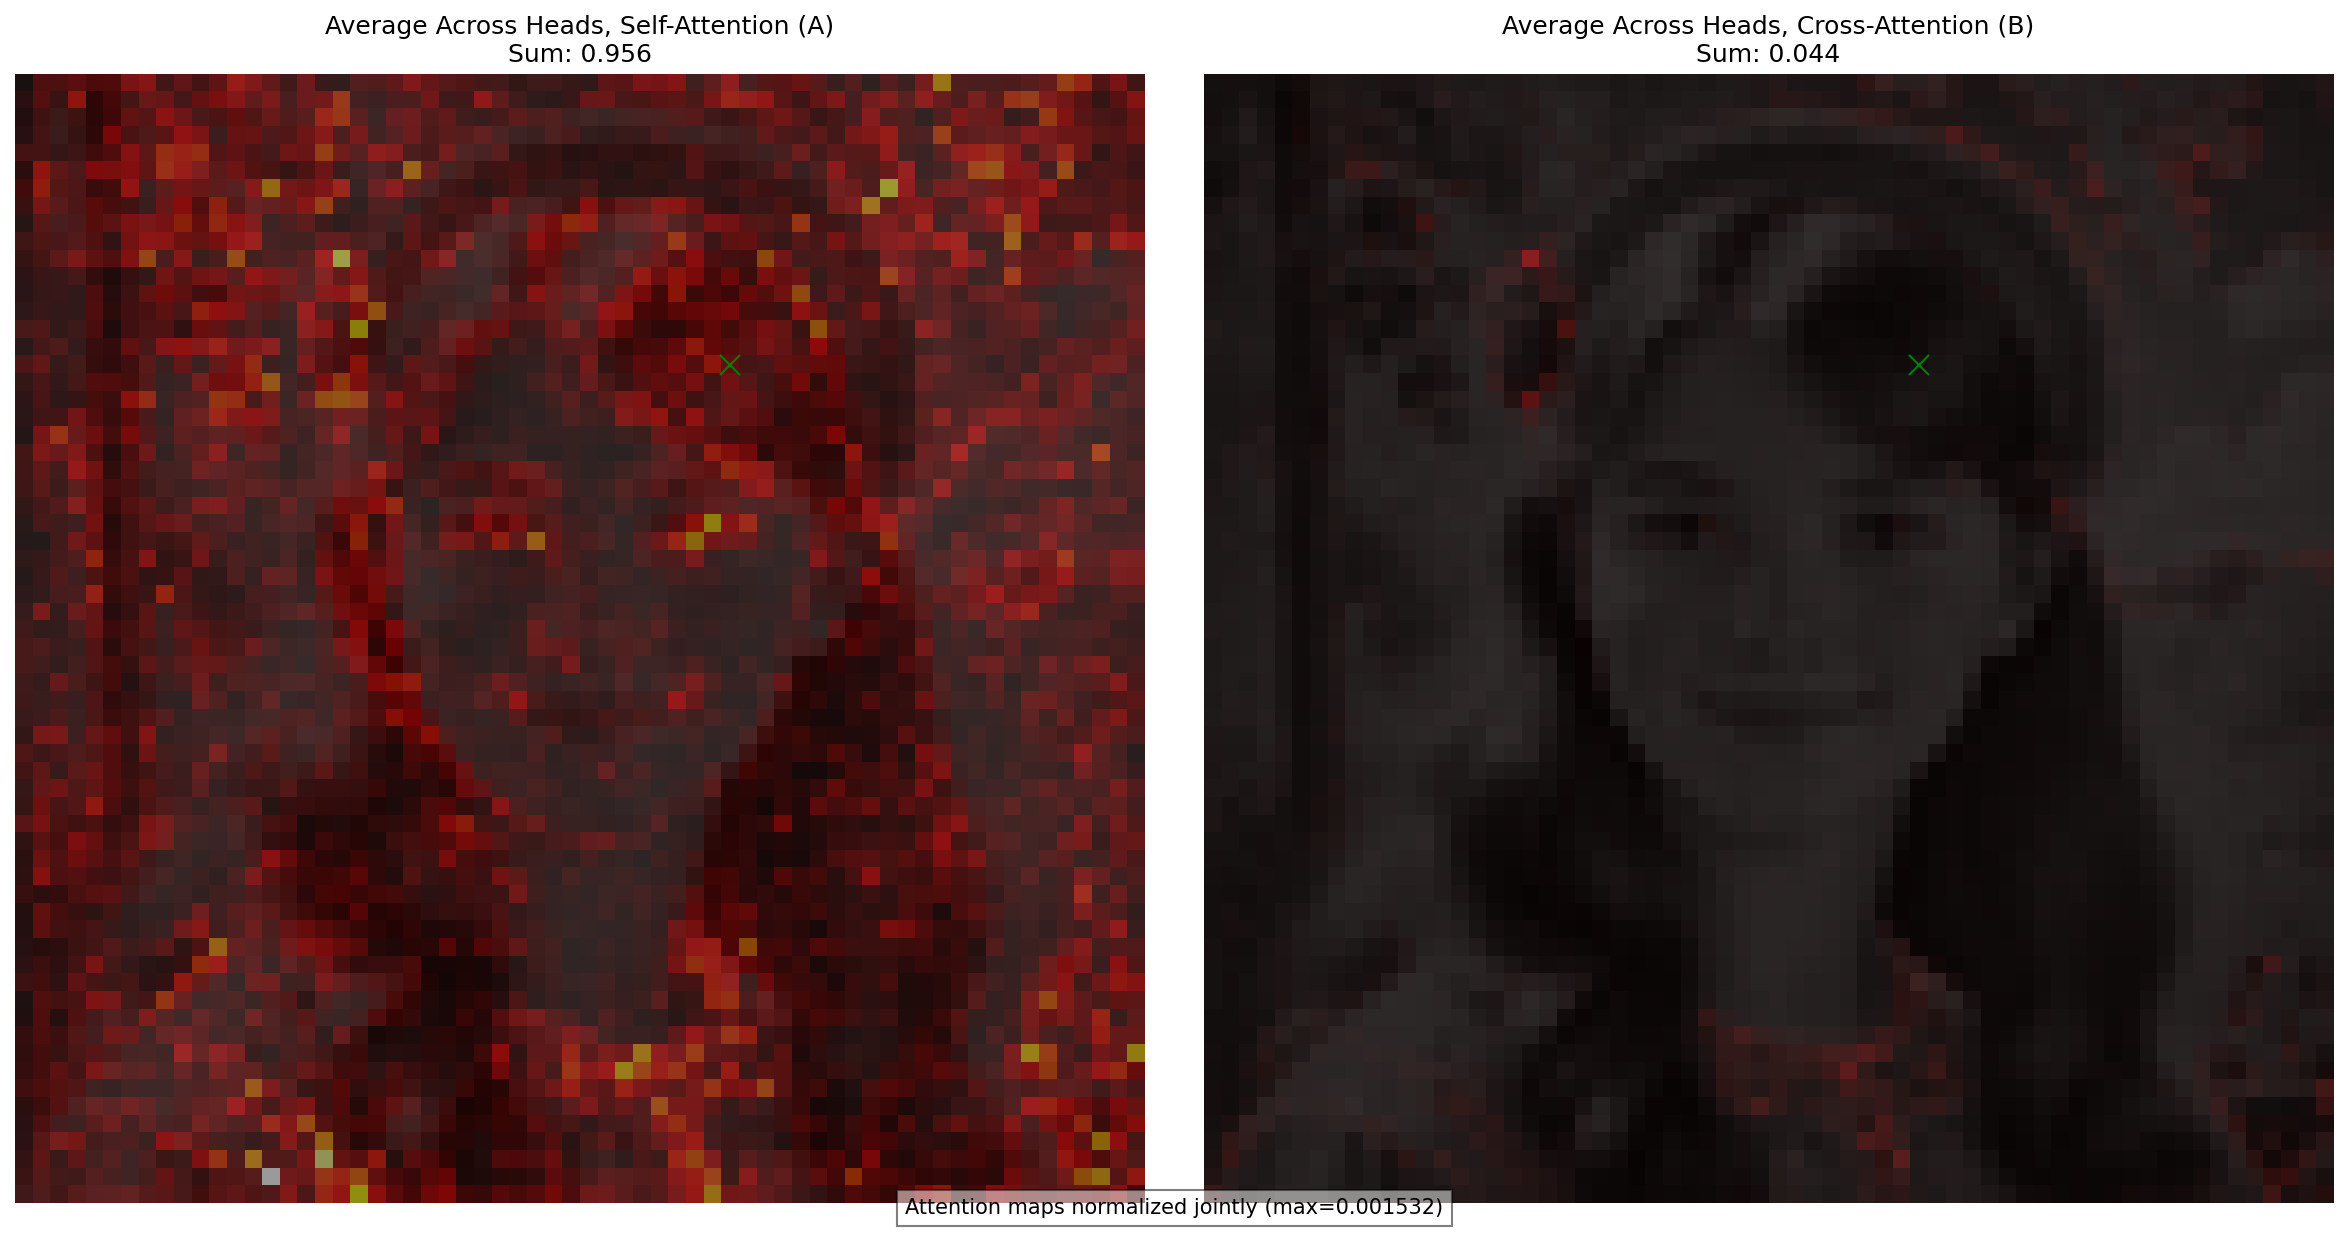 Average Across Heads, Self-Attention (A)
Sum: 0.956
Average Across Heads, Cross-Attention (B)
Sum: 0.044
Attention maps normalized jointly (max=0.001532)